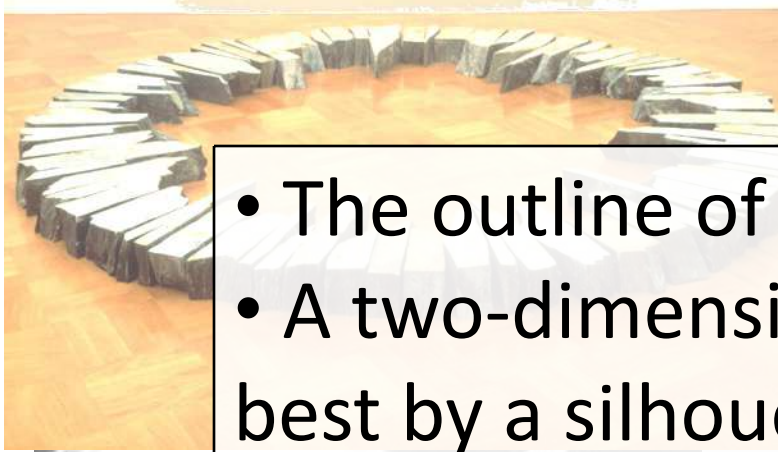 • The outline of
• A two-dimensi
best by a silhou